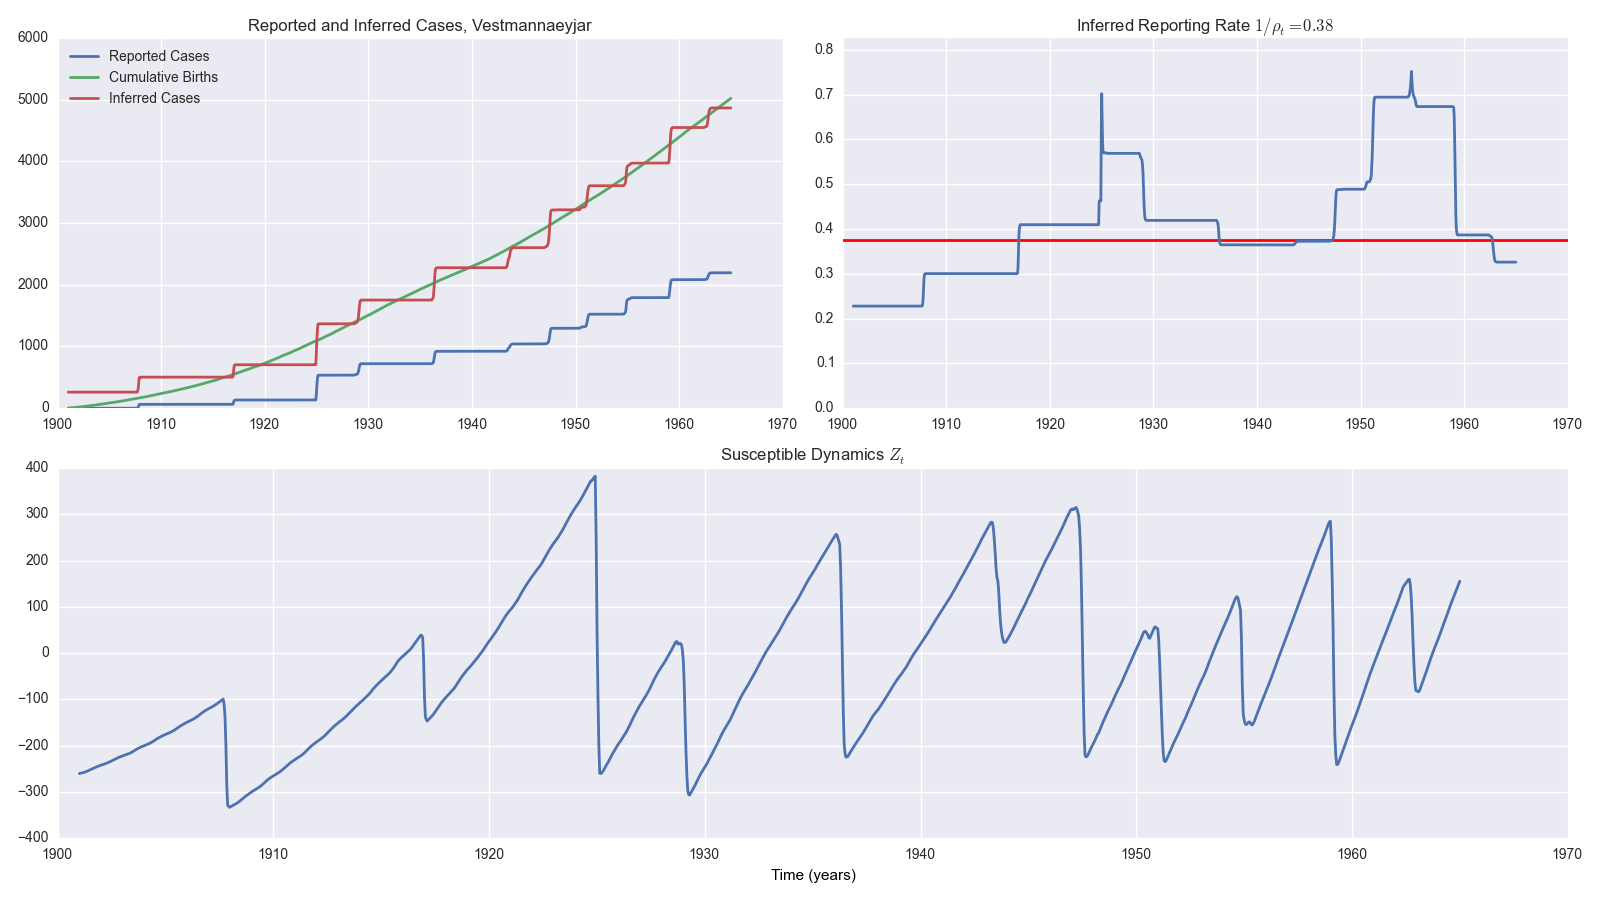 Reported and Inferred Cases, Vestmannaeyjar
6000
5000
4000
3000
2000
1000
0
Reported Cases
Cumulative Births
Inferred Cases
1900 1910 1920 1930 1940 1950 1960 1970
Inferred Reporting Rate 1/ρt =0.38
0.8
0.7
0.6
0.5
0.4
0.3
0.2
0.1
0.0
1900 1910 1920 1930 1940 1950 1960 1970
Susceptible Dynamics Zt
400
300
200
100
0
−100
−200
−300
−400
1900 1910 1920 1930 1940 1950 1960 1970
Time (years)